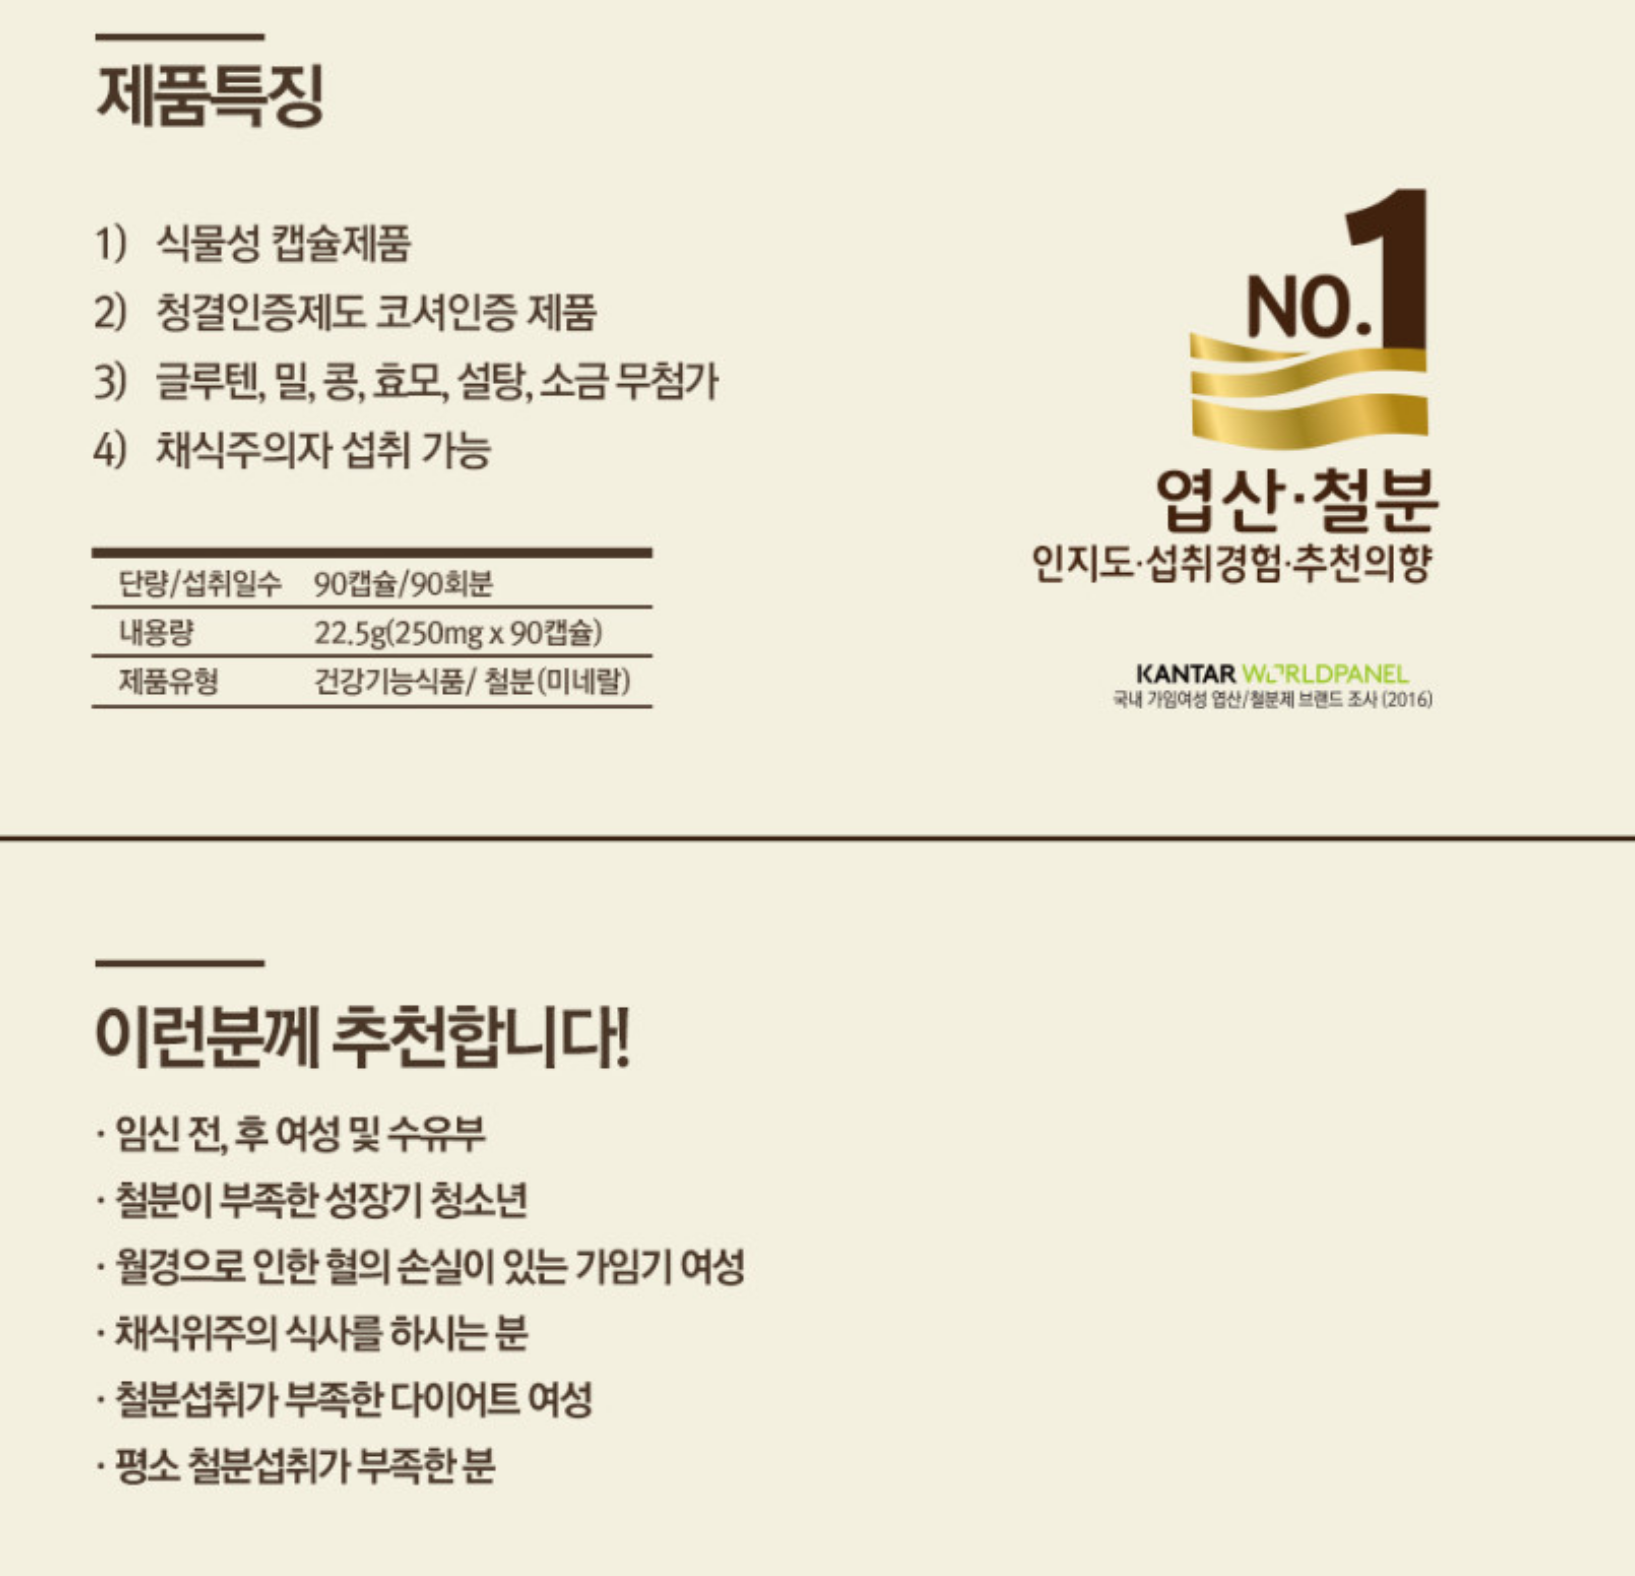 제품특징
1) 식물성 캡슐제품
2) 청결인증제도 코셔인증 제품
3) 글루텐, 밀, 콩, 효모, 설탕, 소금 무첨가
4) 채식주의자 섭취 가능
단량/섭취일수 90캡슐/90회분
내용량 22.5g(250mg x 90캡슐)
제품유형 건강기능식품/ 철분(미네랄)
NO.1
엽산·철분
인지도·섭취경험·추천의향
KANTAR WORLDPANEL
국내 가임여성 엽산/철분제 브랜드 조사 (2016)
이런분께 추천합니다!
· 임신 전, 후 여성 및 수유부
· 철분이 부족한 성장기 청소년
· 월경으로 인한 혈의 손실이 있는 가임기 여성
· 채식위주의 식사를 하시는 분
· 철분섭취가 부족한 다이어트 여성
· 평소 철분섭취가 부족한 분